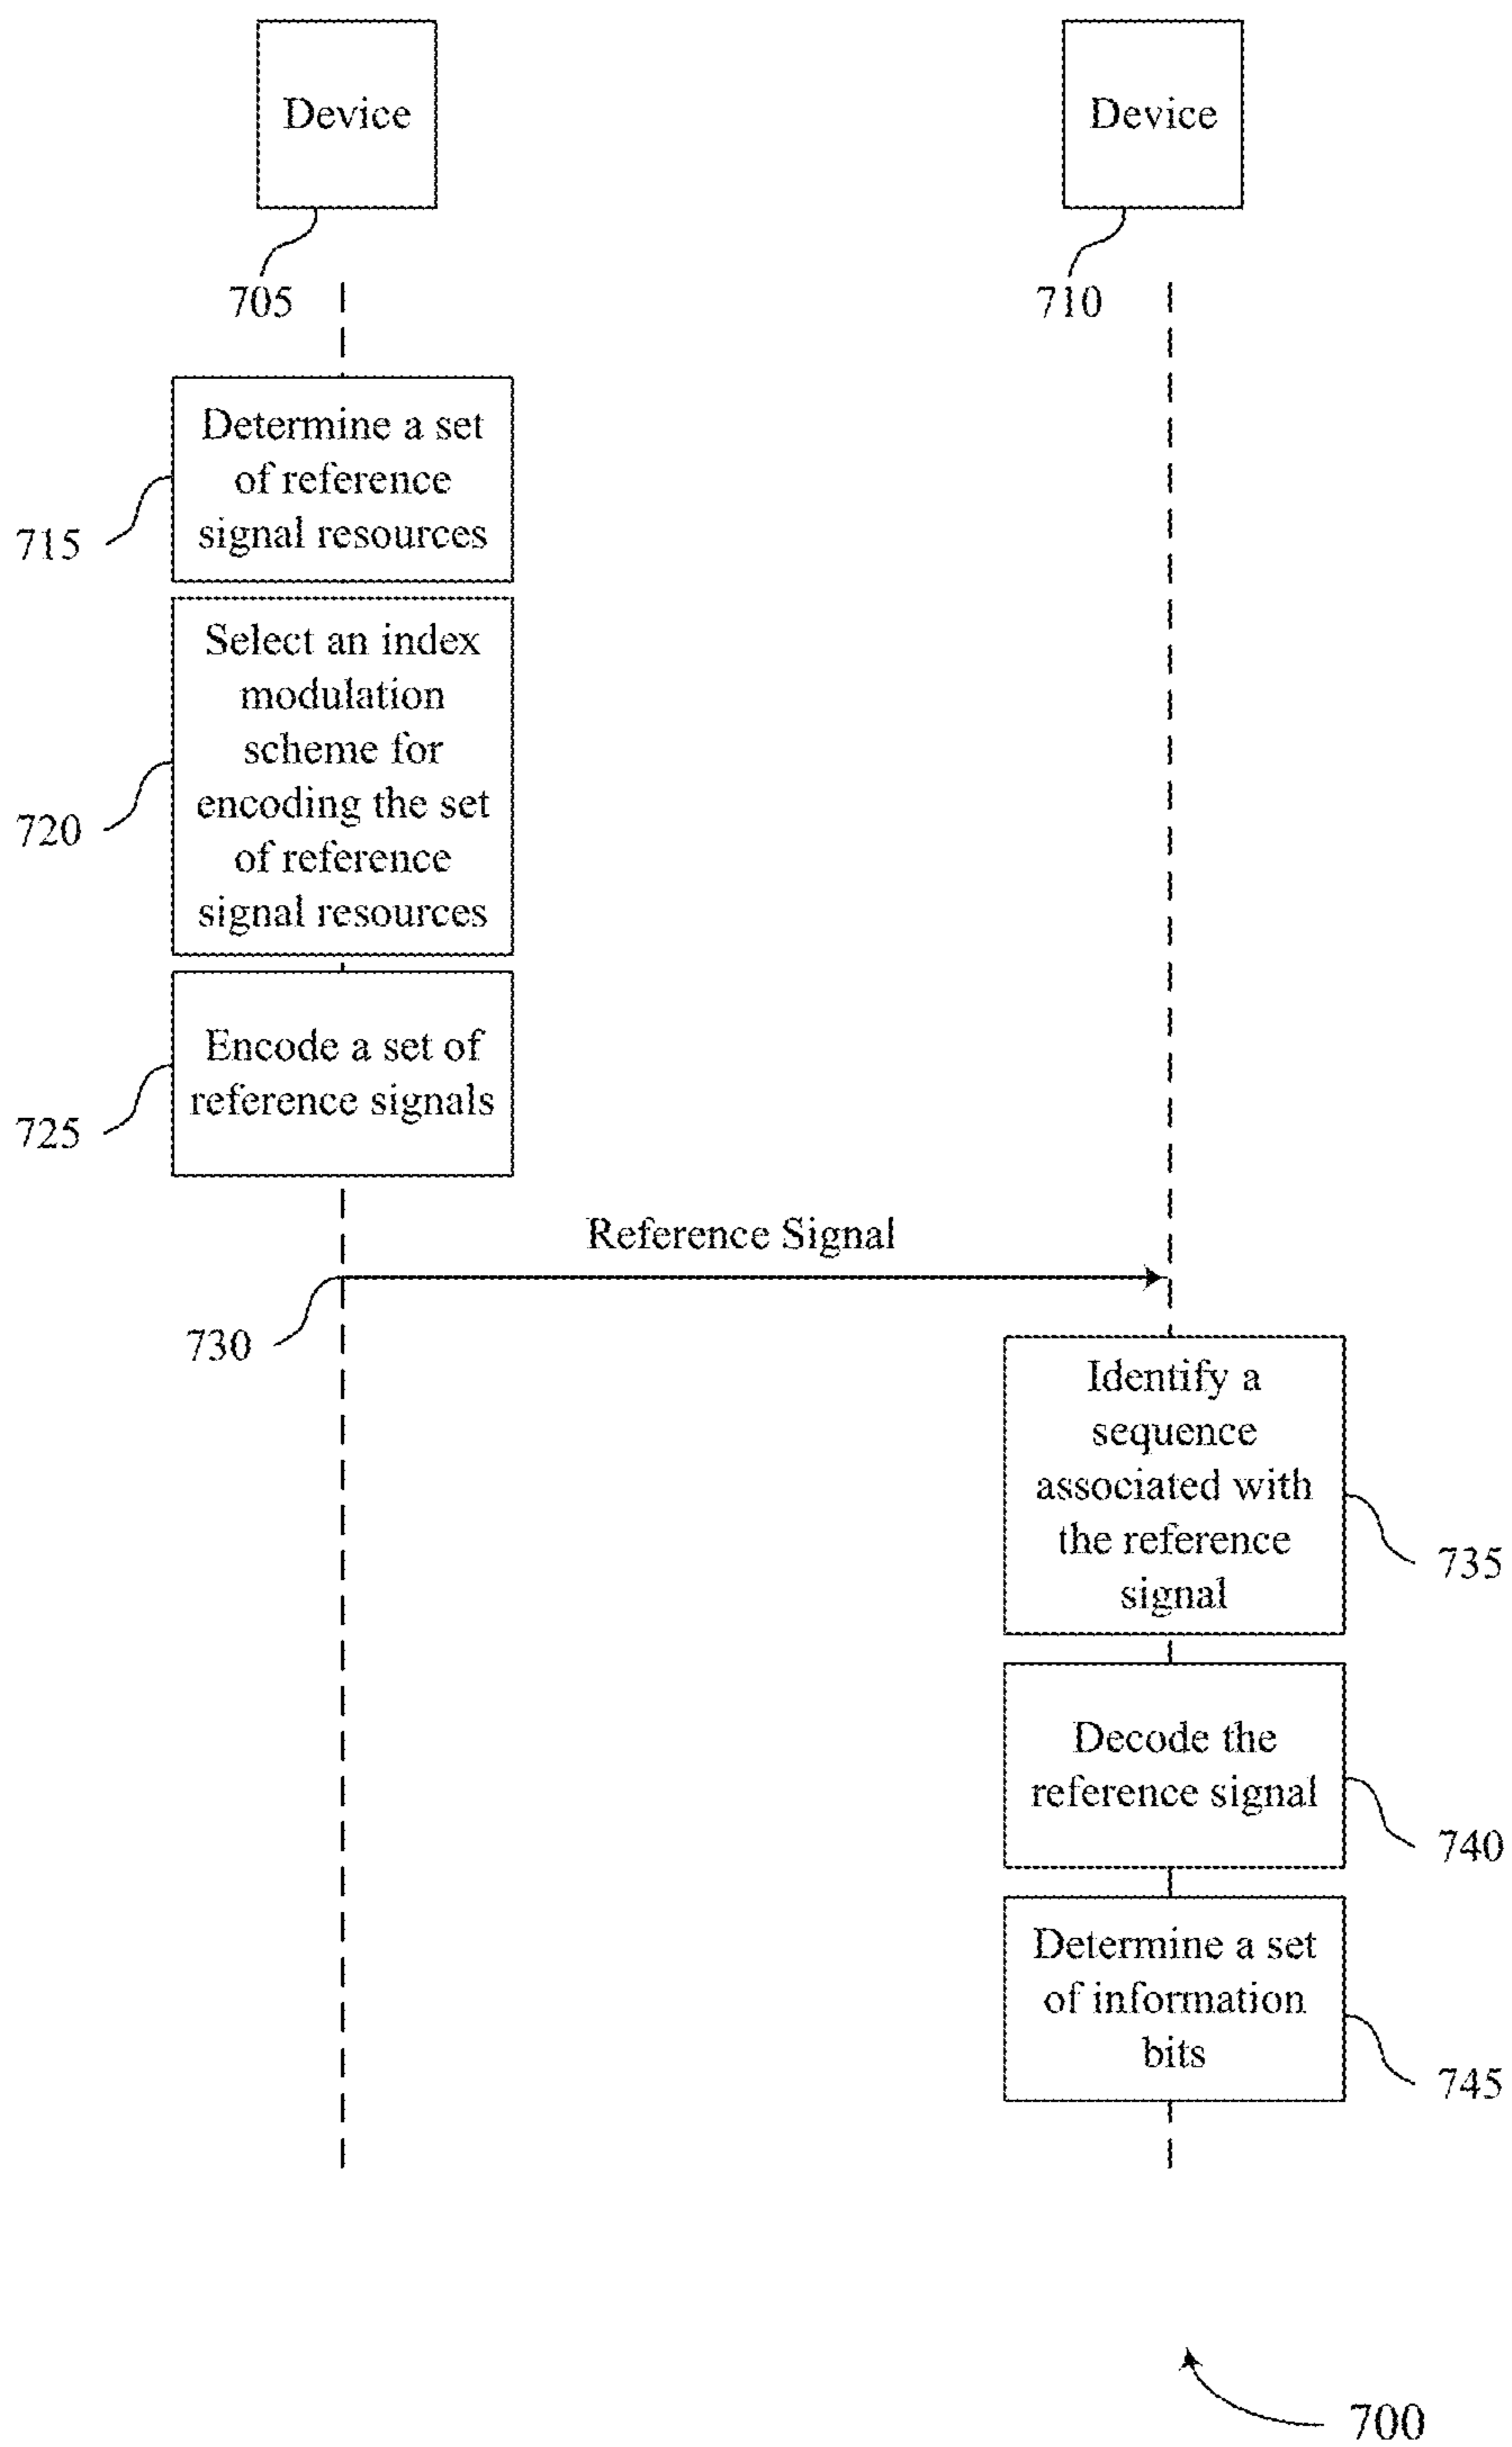 Device
Device
705
710
Determine a set
of reference
signal resources
715
Select an index
modulation
scheme for
encoding the set
of reference
signal resources
720
Encode a set of
reference signals
725
Reference Signal
730
Identify a
sequence
associated with
the reference
signal
735
Decode the
reference signal
740
Determine a set
of information
bits
745
700